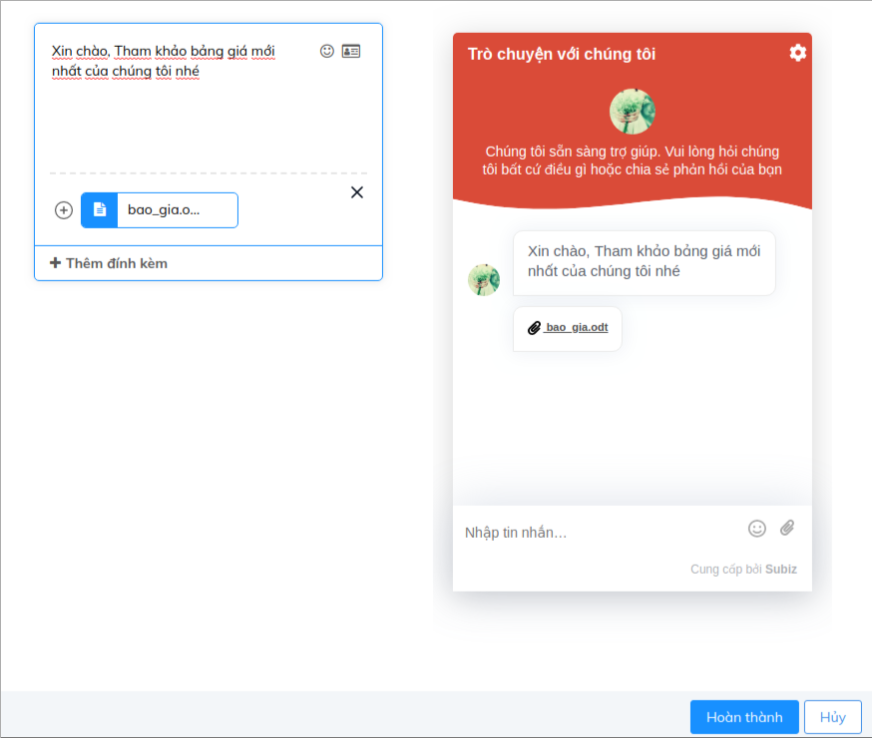 Xin chào, Tham khảo bảng giá mới
nhất của chúng tôi nhé
bao_gia.o...
Thêm đính kèm
Trò chuyện với chúng tôi
Chúng tôi sẵn sàng trợ giúp. Vui lòng hỏi chúng
tôi bất cứ điều gì hoặc chia sẻ phản hồi của bạn
Xin chào, Tham khảo bảng giá mới
nhất của chúng tôi nhé
bao_gia.odt
Nhập tin nhắn...
Cung cấp bởi Subiz
Hoàn thành
Hủy